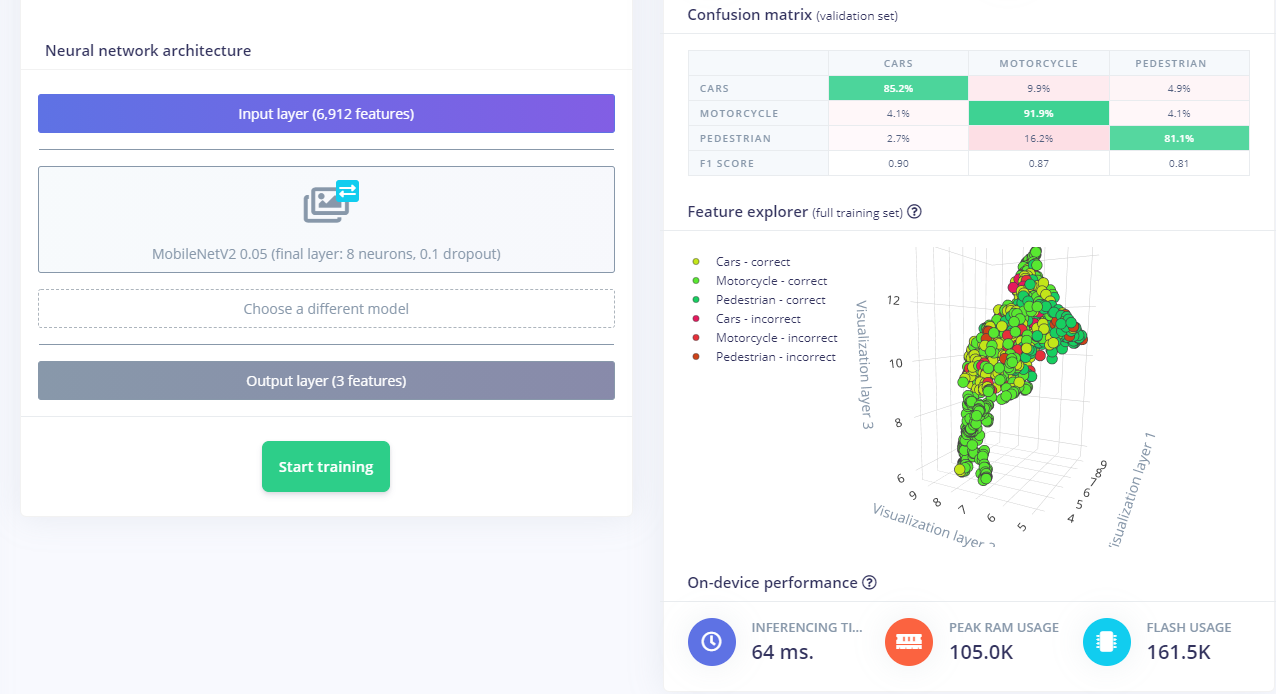 Neural network architecture
Input layer (6,912 features)
MobileNetV2 0.05 (final layer: 8 neurons, 0.1 dropout)
Choose a different model
Output layer (3 features)
Start training
Confusion matrix (validation set)
CARS MOTORCYCLE PEDESTRIAN
CARS 85.2% 9.9% 4.9%
MOTORCYCLE 4.1% 91.9% 4.1%
PEDESTRIAN 2.7% 16.2% 81.1%
F1 SCORE 0.90 0.87 0.81
Feature explorer (full training set)
Cars - correct
Motorcycle - correct
Pedestrian - correct
Cars - incorrect
Motorcycle - incorrect
Pedestrian - incorrect
Visualization layer 3
12
10
8
6
9 8 7 6 5
Visualization layer
4 5 6 7 8 9
isualization layer 1
On-device performance
INFERENCING TI... PEAK RAM USAGE FLASH USAGE
64 ms. 105.0K 161.5K